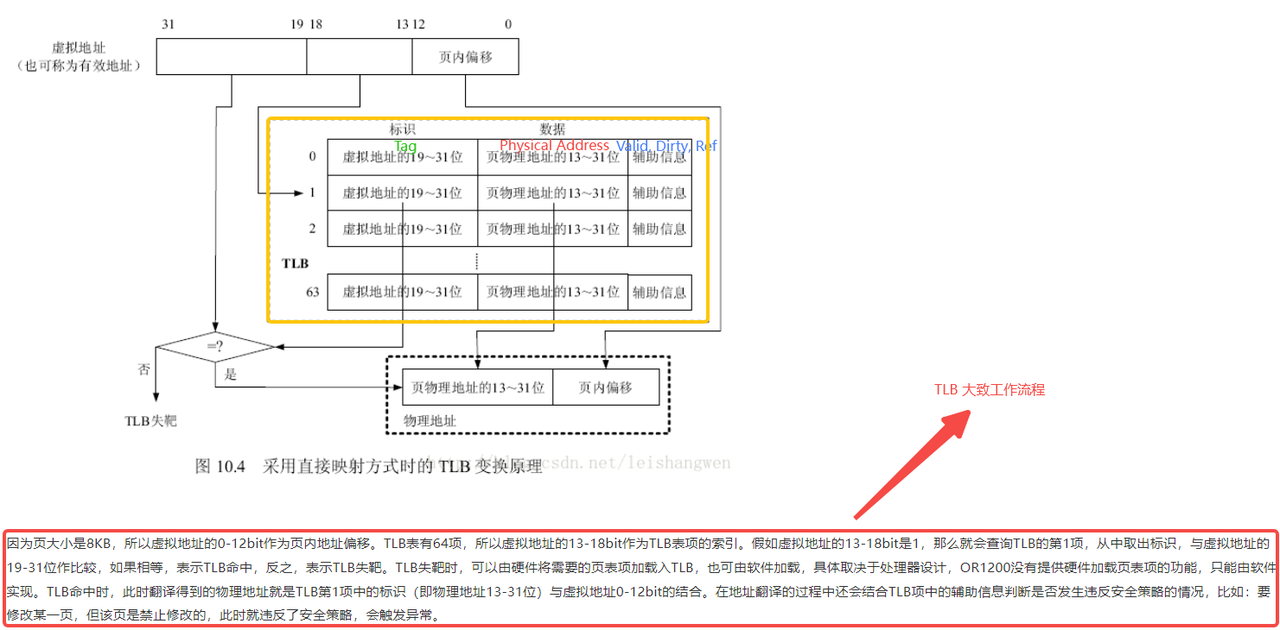 31 19 18 13 12 0
虚拟地址
（也可称为有效地址）
页内偏移
标识 数据
Tag Physical Address Valid, Dirty, Ref
0 虚拟地址的19～31位 页物理地址的13～31位 辅助信息
1 虚拟地址的19～31位 页物理地址的13～31位 辅助信息
2 虚拟地址的19～31位 页物理地址的13～31位 辅助信息
TLB
63 虚拟地址的19～31位 页物理地址的13～31位 辅助信息
=?
否
是
TLB失靶
页物理地址的13～31位 页内偏移
物理地址
TLB 大致工作流程
图 10.4 采用直接映射方式时的 TLB 变换原理
csdn.net/leishangwen
因为页大小是8KB，所以虚拟地址的0-12bit作为页内地址偏移。TLB表有64项，所以虚拟地址的13-18bit作为TLB表项的索引。假如虚拟地址的13-18bit是1，那么就会查询TLB的第1项，从中取出标识，与虚拟地址的
19-31位作比较，如果相等，表示TLB命中，反之，表示TLB失靶。TLB失靶时，可以由硬件将需要的页表项加载入TLB，也可由软件加载，具体取决于处理器设计，OR1200没有提供硬件加载页表项的功能，只能由软件
实现。TLB命中时，此时翻译得到的物理地址就是TLB第1项中的标识（即物理地址13-31位）与虚拟地址0-12bit的结合。在地址翻译的过程中还会结合TLB项中的辅助信息判断是否发生违反安全策略的情况，比如：要
修改某一页，但该页是禁止修改的，此时就违反了安全策略，会触发异常。